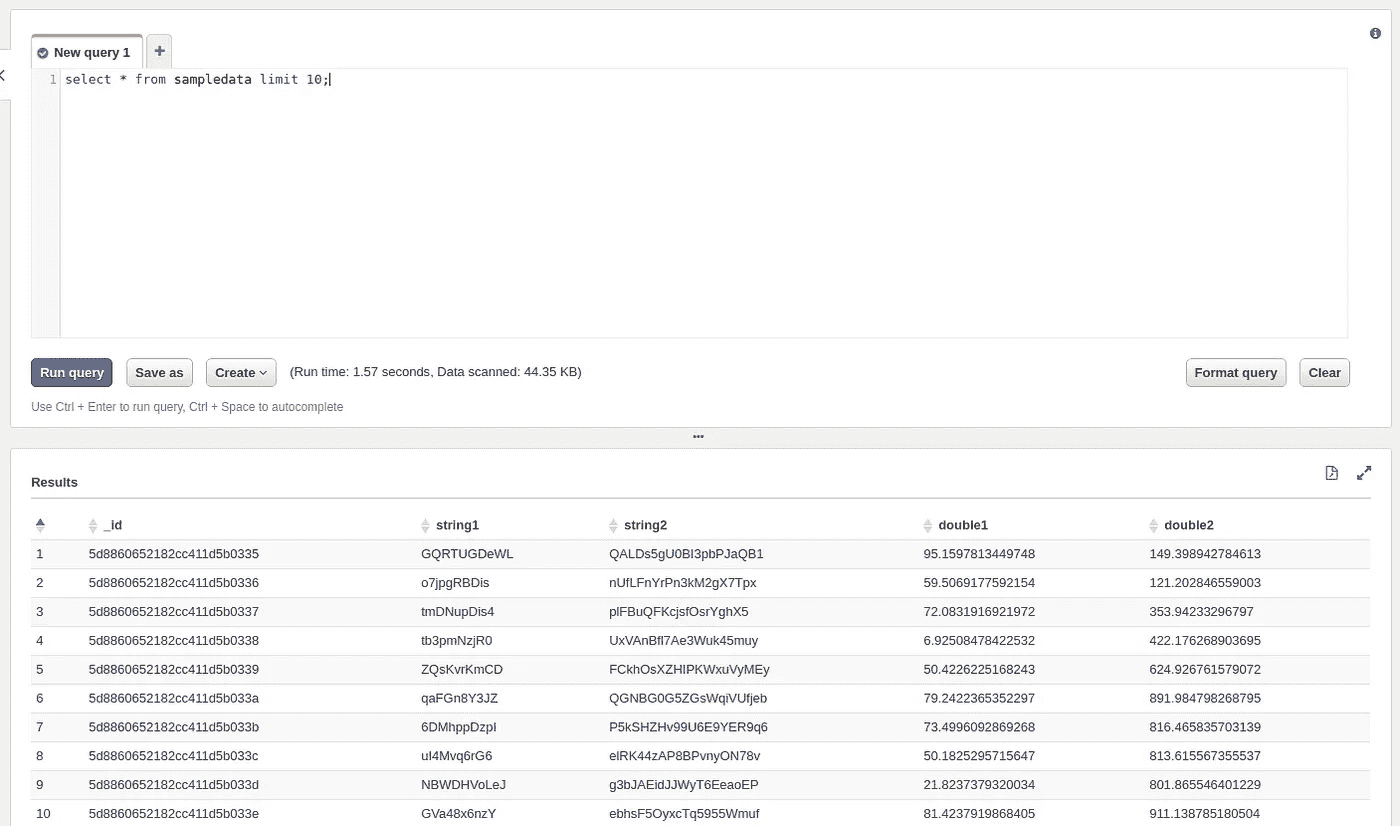 New query 1 +
1 select * from sampledata limit 10;
Run query Save as Create (Run time: 1.57 seconds, Data scanned: 44.35 KB) Format query Clear
Use Ctrl + Enter to run query, Ctrl + Space to autocomplete
Results
_id string1 string2 double1 double2
1 5d8860652182cc411d5b0335 GQRTUGDeWL QALDs5gU0BI3pbPJaQB1 95.1597813449748 149.398942784613
2 5d8860652182cc411d5b0336 o7jpgRBDis nUfLFnYrPn3kM2gX7Tpx 59.5069177592154 121.202846559003
3 5d8860652182cc411d5b0337 tmDNupDis4 plFBuQFKcjsfOsrYghX5 72.0831916921972 353.94233296797
4 5d8860652182cc411d5b0338 tb3pmNzjR0 UxVAnBfl7Ae3Wuk45muy 6.92508478422532 422.176268903695
5 5d8860652182cc411d5b0339 ZQsKvrKmCD FCkhOsXZHIPKWxuVyMEy 50.4226225168243 624.926761579072
6 5d8860652182cc411d5b033a qaFGn8Y3JZ QGNBG0G5ZGsWqiVUfjeb 79.2422365352297 891.984798268795
7 5d8860652182cc411d5b033b 6DMhppDzpI P5kSHZHv99U6E9YER9q6 73.4996092869268 816.465835703139
8 5d8860652182cc411d5b033c uI4Mvq6rG6 elRK44zAP8BPvnyON78v 50.1825295715647 813.615567355537
9 5d8860652182cc411d5b033d NBWDHVoLeJ g3bJAEidJJWyT6EeaoEP 21.8237379320034 801.865546401229
10 5d8860652182cc411d5b033e GVa48x6nzY ebhsF5OyxcTq5955Wmuf 81.4237919868405 911.138785180504